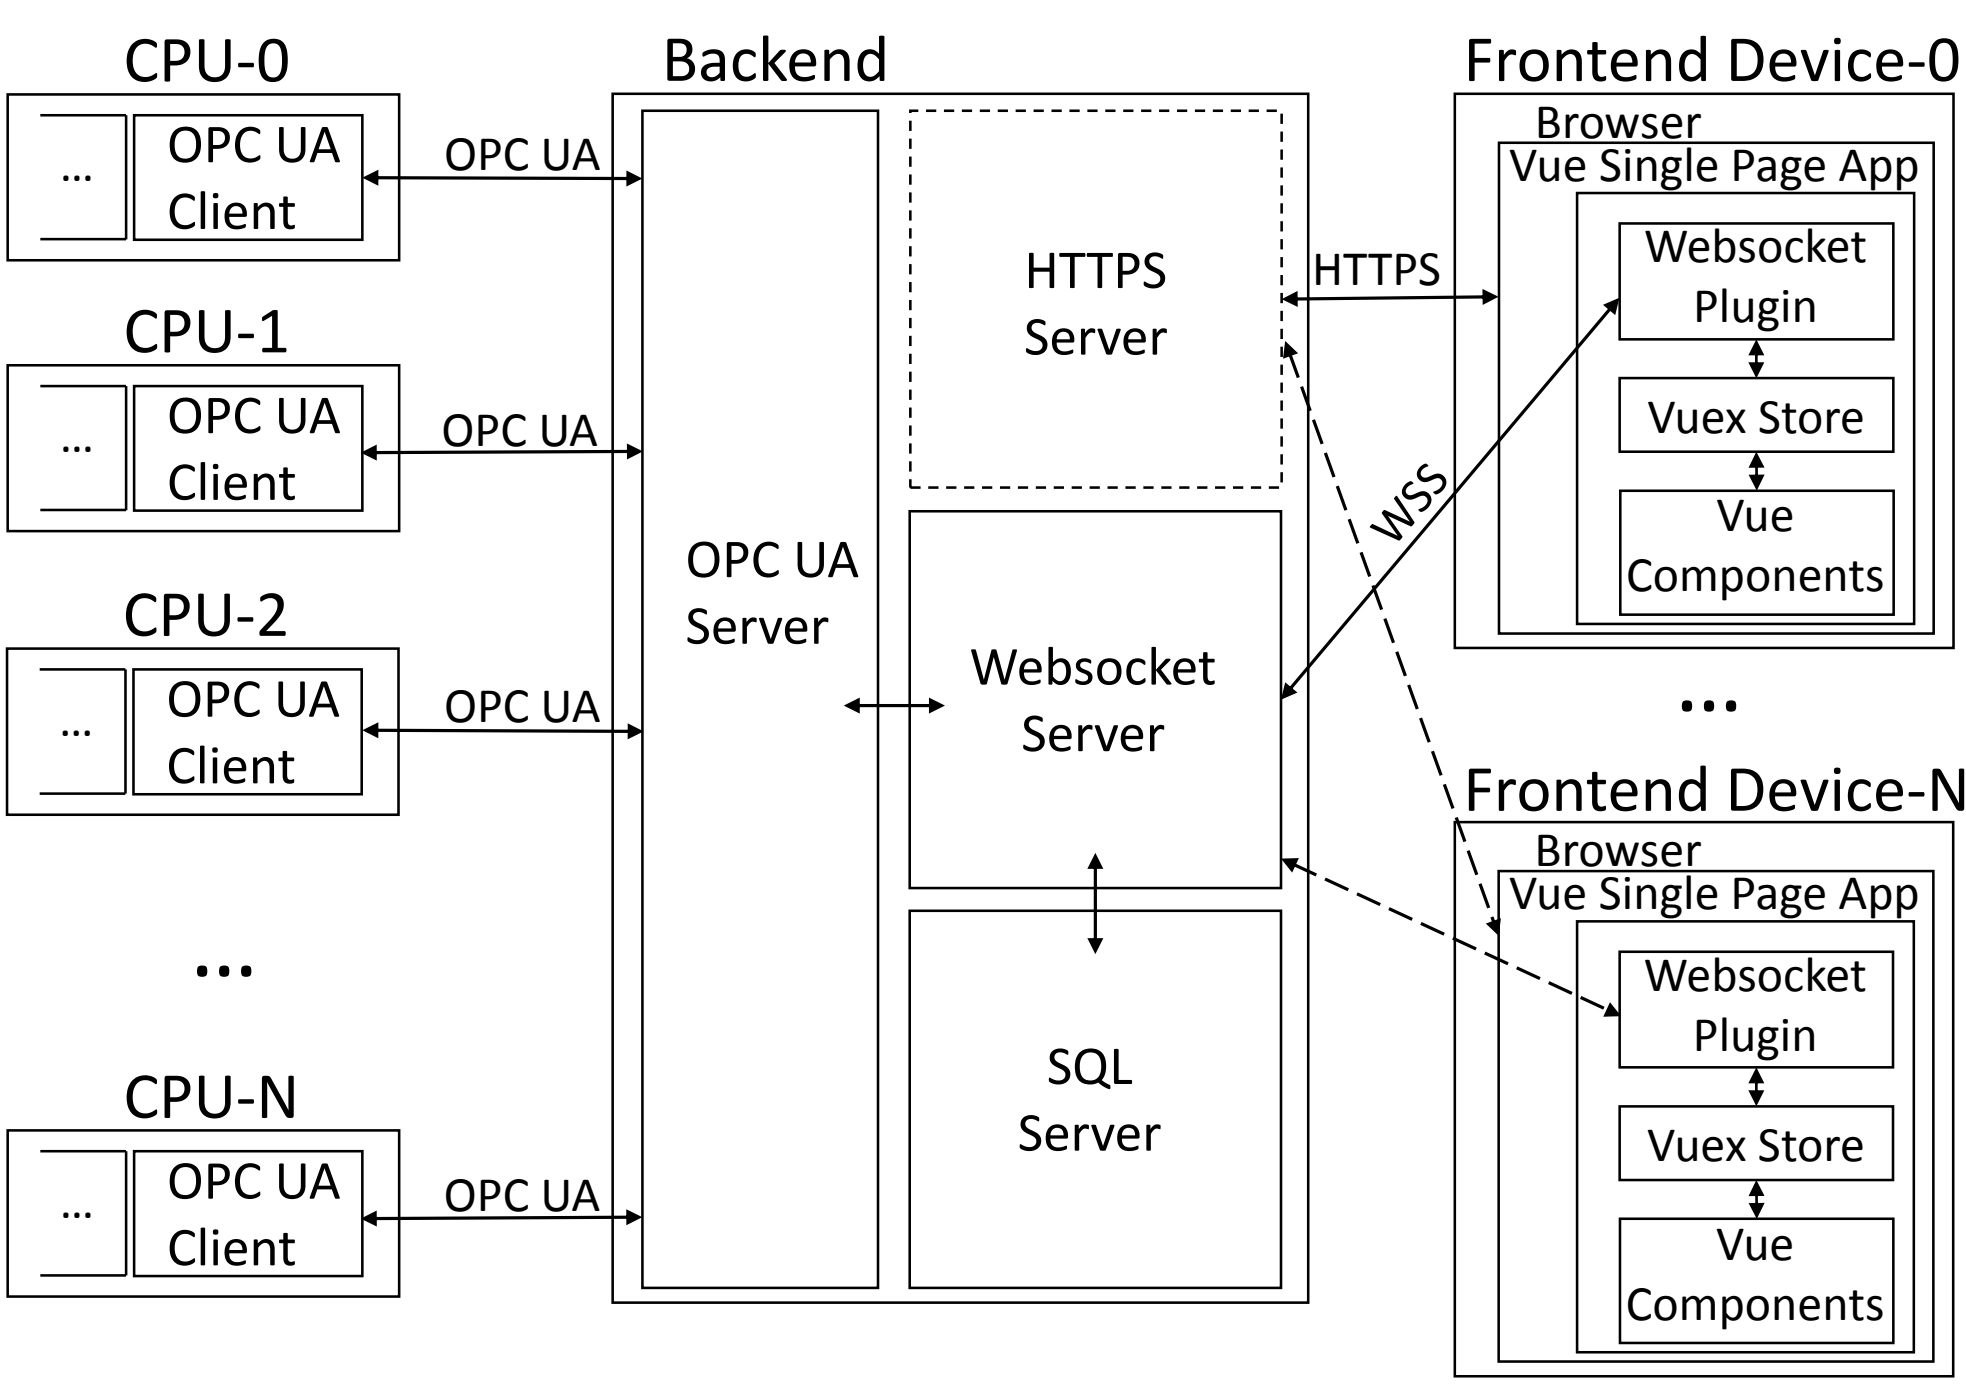 CPU-0
...
OPC UA
Client
OPC UA
CPU-1
...
OPC UA
Client
OPC UA
CPU-2
...
OPC UA
Client
OPC UA
...
CPU-N
...
OPC UA
Client
OPC UA
Backend
OPC UA
Server
HTTPS
Server
Websocket
Server
SQL
Server
HTTPS
WSS
Frontend Device-0
Browser
Vue Single Page App
Websocket
Plugin
Vuex Store
Vue
Components
...
Frontend Device-N
Browser
Vue Single Page App
Websocket
Plugin
Vuex Store
Vue
Components